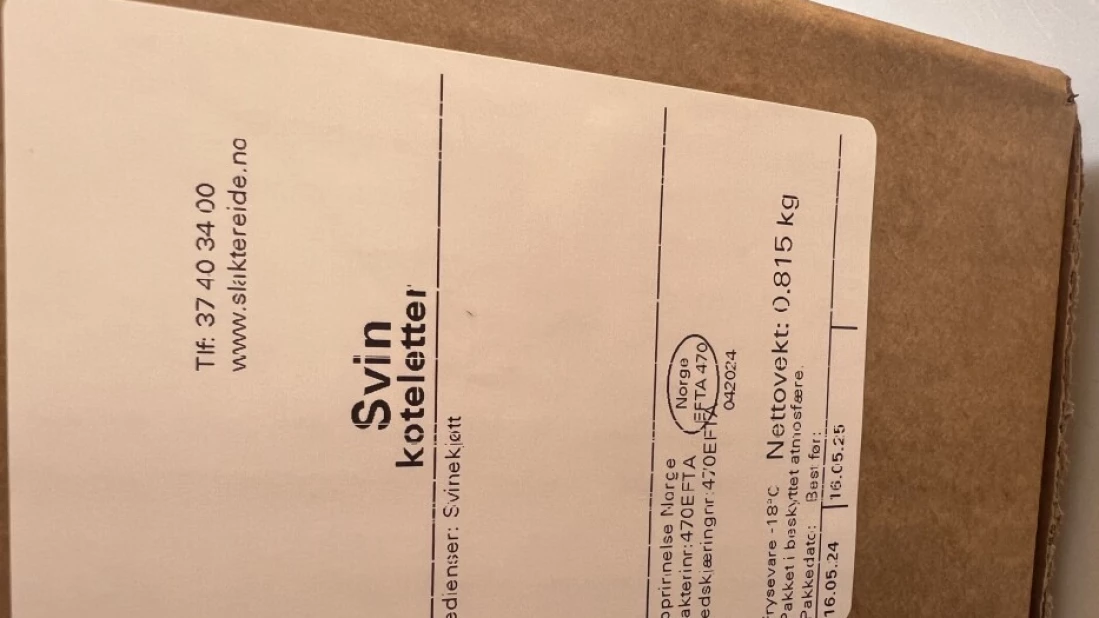 Tlf: 37 40 34 00
www.slaktereide.no
Svin
koteletter
edienser: Svinekjøtt
opprinnelse Norge
akterinr:470EFTA
edskjæringnr:470EFTA
Norge
EFTA 470
042024
rysevare -18°C Nettovekt: 0.815 kg
Pakket i beskyttet atmosfære.
Pakkedato: Best før:
16.05.24 16.05.25